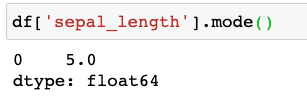 df['sepal_length'].mode()
0    5.0
dtype: float64